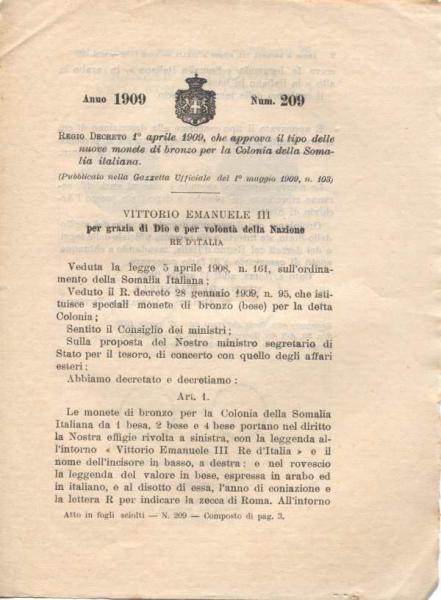 Anno 1909
Num. 209
REGIO DECRETO 1° aprile 1909, che approva il tipo delle
nuove monete di bronzo per la Colonia della Soma-
lia italiana.
(Pubblicato nella Gazzetta Ufficiale del 1° maggio 1909, n. 103)
VITTORIO EMANUELE III
per grazia di Dio e per volontà della Nazione
RE D'ITALIA
Veduta la legge 5 aprile 1908, n. 161, sull'ordina-
mento della Somalia Italiana;
Veduto il R. decreto 28 gennaio 1909, n. 95, che isti-
tuisce speciali monete di bronzo (bese) per la detta
Colonia;
Sentito il Consiglio dei ministri;
Sulla proposta del Nostro ministro segretario di
Stato per il tesoro, di concerto con quello degli affari
esteri;
Abbiamo decretato e decretiamo:
Art. 1.
Le monete di bronzo per la Colonia della Somalia
Italiana da 1 besa, 2 bese e 4 bese portano nel diritto
la Nostra effigie rivolta a sinistra, con la leggenda al-
l'intorno « Vittorio Emanuele III Re d'Italia » e il
nome dell'incisore in basso, a destra; e nel rovescio
la leggenda del valore in bese, espressa in arabo ed
in italiano, e al disotto di essa, l'anno di coniazione e
la lettera R per indicare la zecca di Roma. All'intorno
Atto in fogli sciolti — N. 209 — Composto di pag. 3.